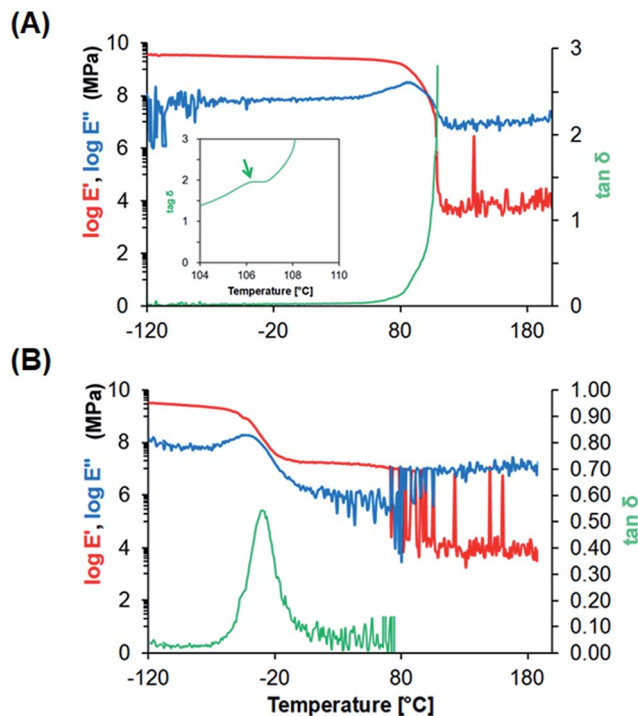 (A)
log E', log E'' (MPa)
10
8
6
4
2
0
3
2
1
0
tan δ
-120 -20 80 180
tag δ
3
2
1
0
104 106 108 110
Temperature [°C]
(B)
log E', log E'' (MPa)
10
8
6
4
2
0
1.00
0.90
0.80
0.70
0.60
0.50
0.40
0.30
0.20
0.10
0.00
tan δ
-120 -20 80 180
Temperature [°C]